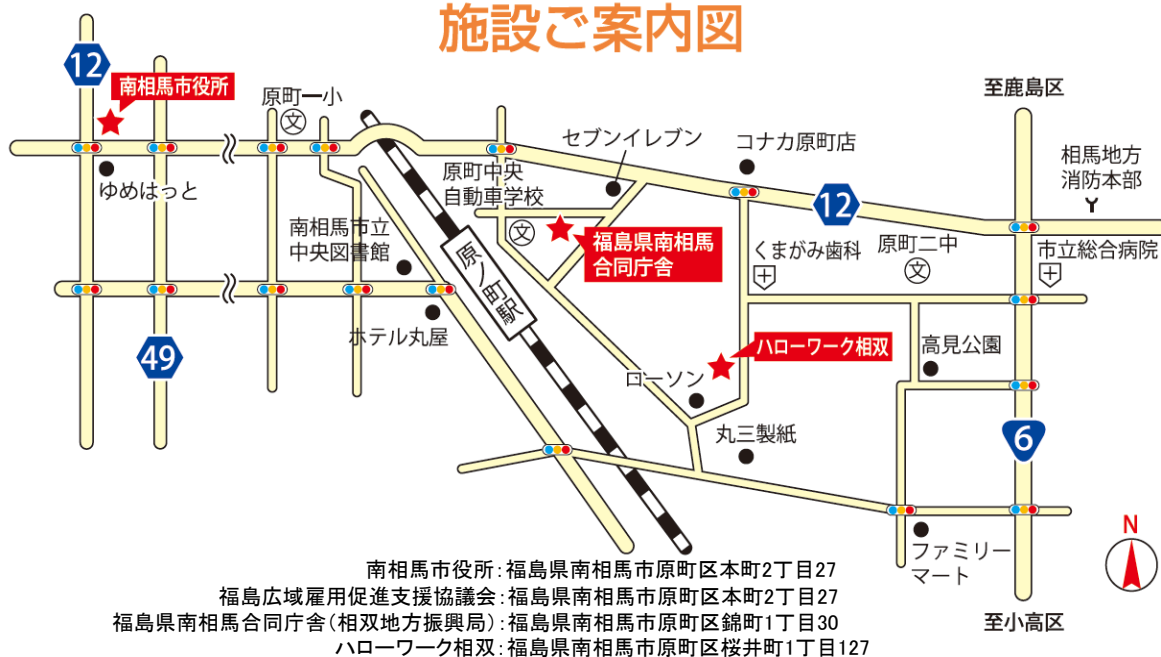 施設ご案内図
12
南相馬市役所
原町一小
文
至鹿島区
セブンイレブン
コナカ原町店
相馬地方
消防本部
ゆめはっと
原町中央
自動車学校
文
12
南相馬市立
中央図書館
原ノ町駅
福島県南相馬
合同庁舎
くまがみ歯科
原町二中
文
市立総合病院
49
ホテル丸屋
ハローワーク相双
高見公園
ローソン
丸三製紙
6
ファミリー
マート
N
至小高区
南相馬市役所:福島県南相馬市原町区本町2丁目27
福島広域雇用促進支援協議会:福島県南相馬市原町区本町2丁目27
福島県南相馬合同庁舎(相双地方振興局):福島県南相馬市原町区錦町1丁目30
ハローワーク相双:福島県南相馬市原町区桜井町1丁目127